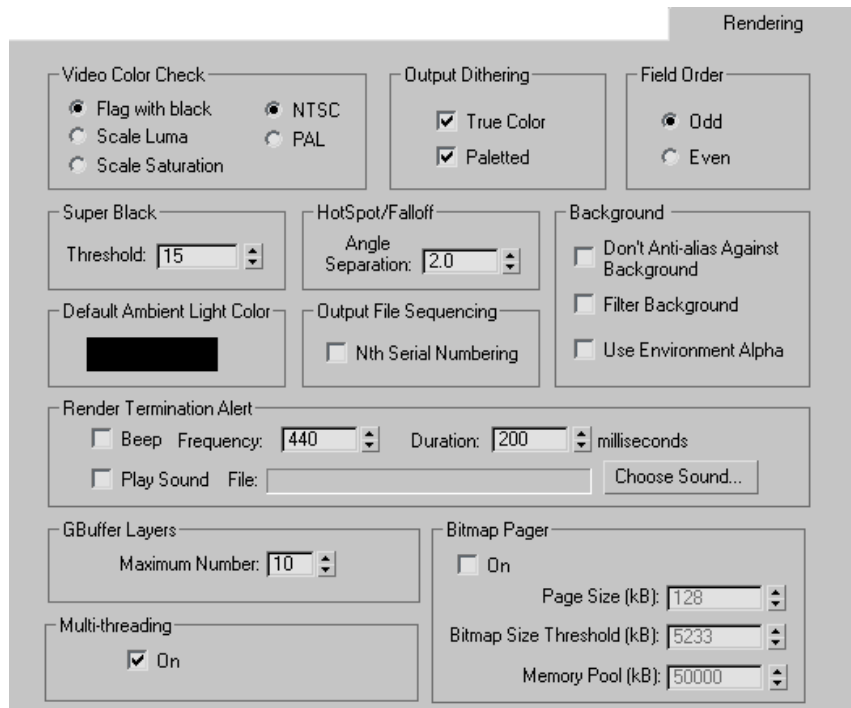 Rendering
Video Color Check
Flag with black
NTSC
Scale Luma
PAL
Scale Saturation
Output Dithering
True Color
Paletted
Field Order
Odd
Even
Super Black
Threshold: 15
HotSpot/Falloff
Angle
Separation: 2.0
Background
Don't Anti-alias Against
Background
Filter Background
Use Environment Alpha
Default Ambient Light Color
Output File Sequencing
Nth Serial Numbering
Render Termination Alert
Beep Frequency: 440 Duration: 200 milliseconds
Play Sound File: Choose Sound...
GBuffer Layers
Maximum Number: 10
Bitmap Pager
On
Page Size (kB): 128
Bitmap Size Threshold (kB): 5233
Memory Pool (kB): 50000
Multi-threading
On